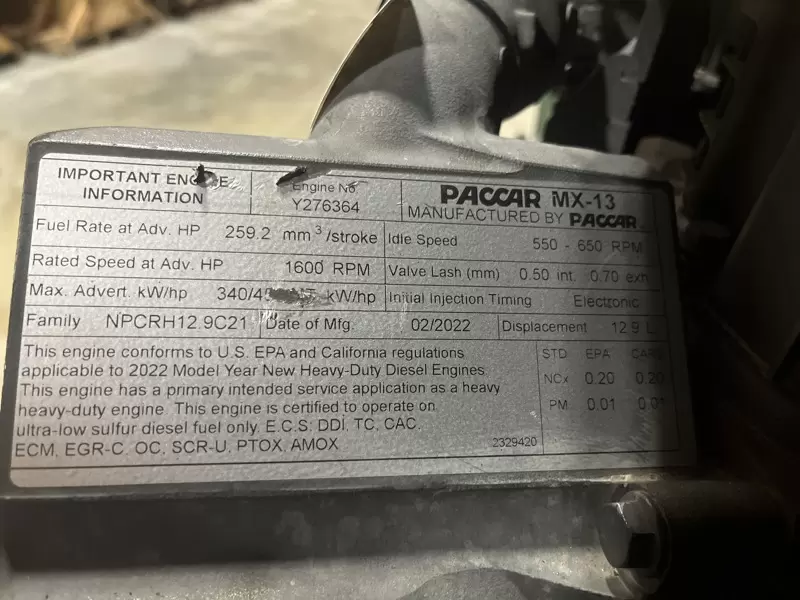 IMPORTANT ENGINE
INFORMATION
Engine No.
Y276364
PACCAR MX-13
MANUFACTURED BY PACCAR
Fuel Rate at Adv. HP 259.2 mm³/stroke
Idle Speed 550 - 650 RPM
Rated Speed at Adv. HP 1600 RPM
Valve Lash (mm) 0.50 int. 0.70 exh
Max. Advert. kW/hp kW/hp
Initial Injection Timing Electronic
Family NPCRH12.9C21
Date of Mfg. 02/2022
Displacement 12.9 L
This engine conforms to U.S. EPA and California regulations
applicable to 2022 Model Year New Heavy-Duty Diesel Engines.
This engine has a primary intended service application as a heavy
heavy-duty engine. This engine is certified to operate on
ultra-low sulfur diesel fuel only. E.C.S: DDI, TC, CAC,
ECM, EGR-C, OC, SCR-U, PTOX, AMOX
2329420
STD EPA CARB
NOx 0.20 0.20
PM 0.01 0.01